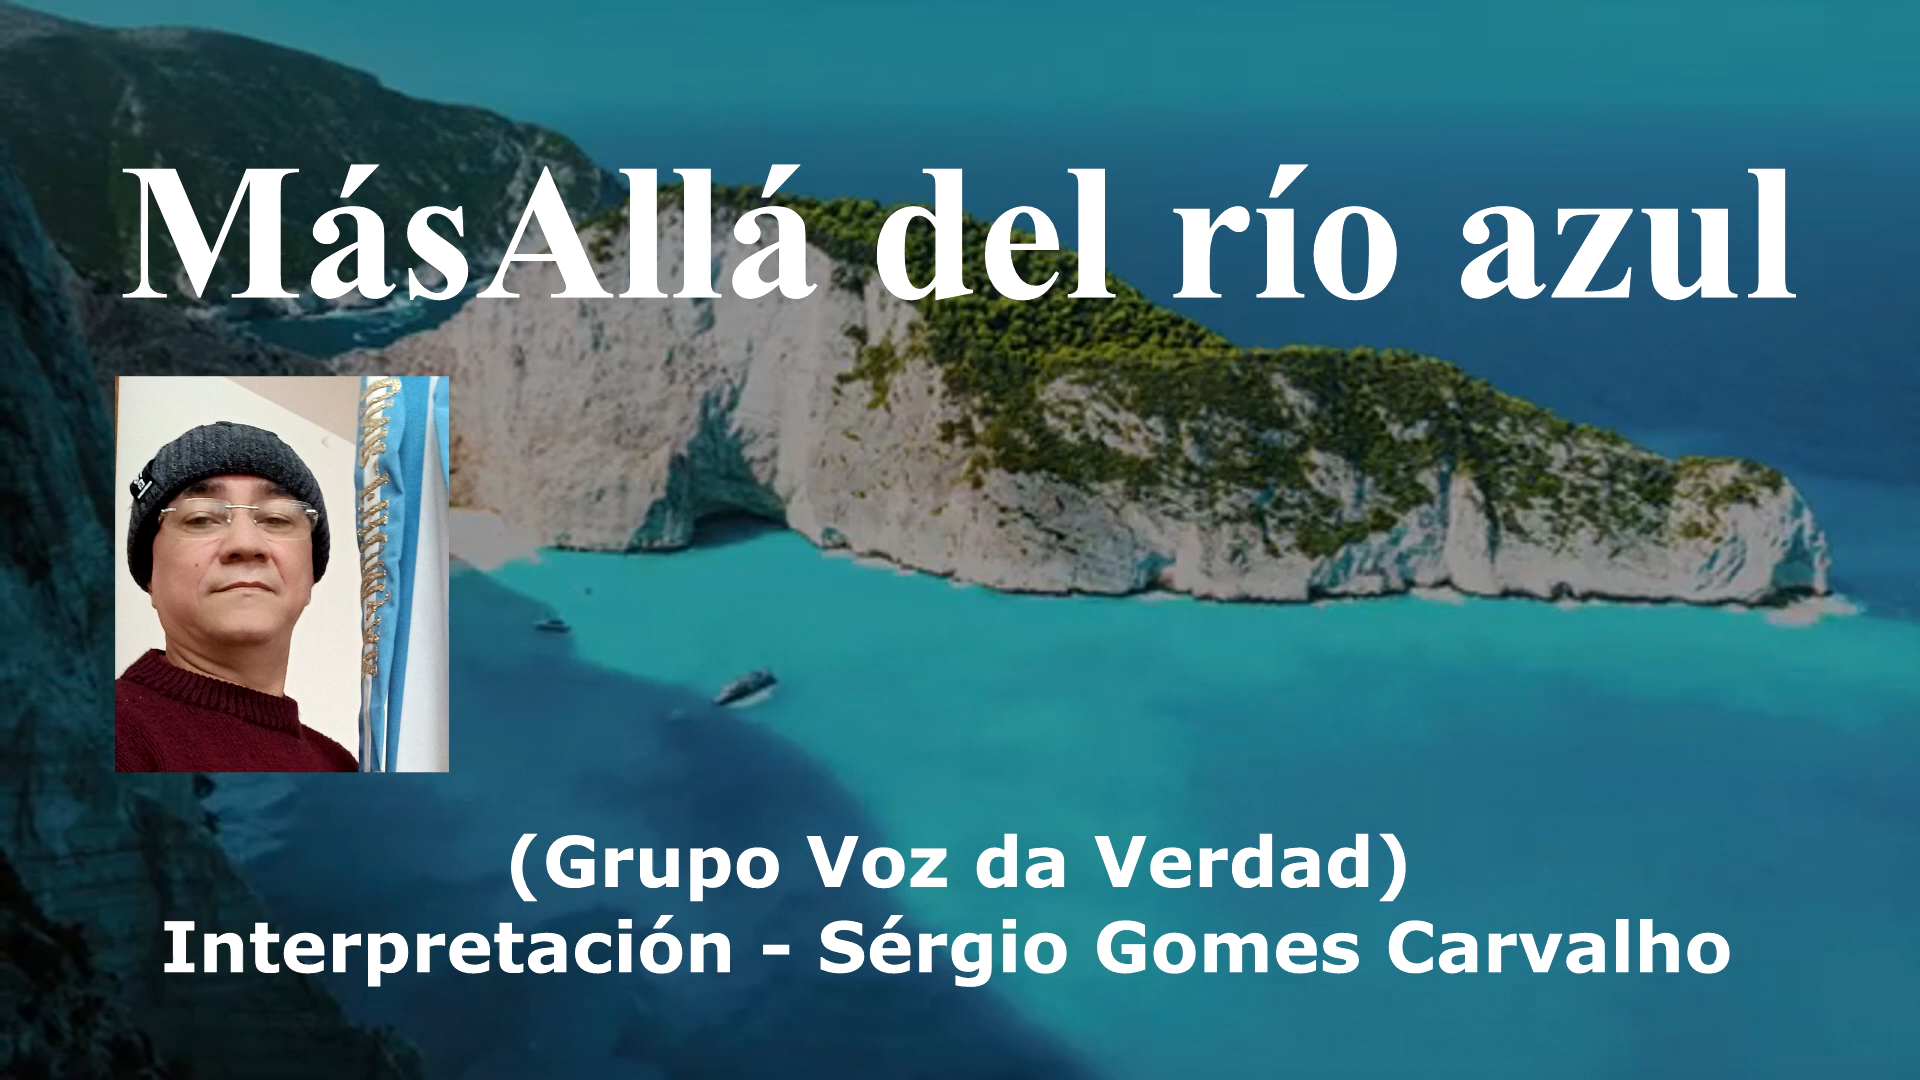 MásAllá del río azul
(Grupo Voz da Verdad)
Interpretación - Sérgio Gomes Carvalho